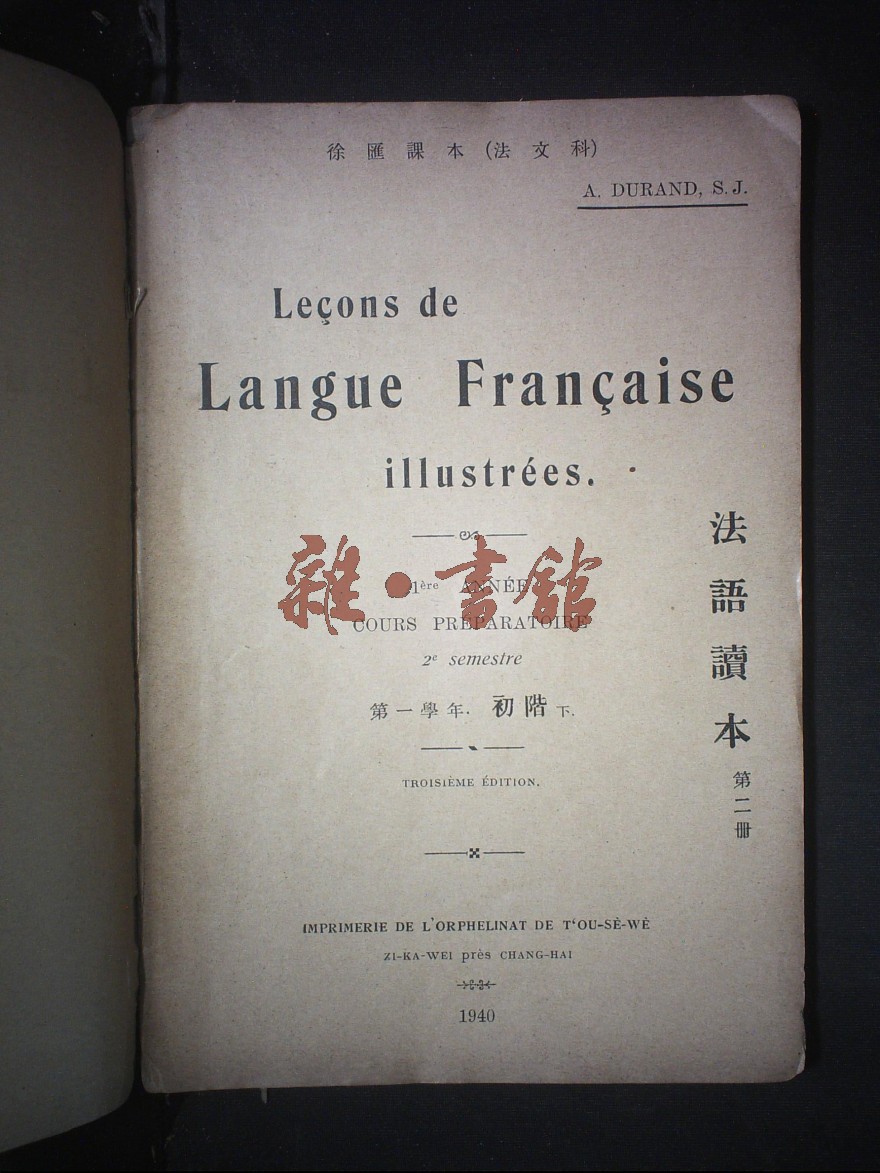 徐匯課本(法文科)
A. DURAND, S. J.
Leçons de
Langue Française
illustrées.
法語讀本 第二冊
雜·書館
1ère ANNÉE
COURS PRÉPARATOIRE
2e semestre
第一學年. 初階 下.
TROISIÈME ÉDITION.
IMPRIMERIE DE L'ORPHELINAT DE T'OU-SÈ-WÈ
ZI-KA-WEI près CHANG-HAI
1940